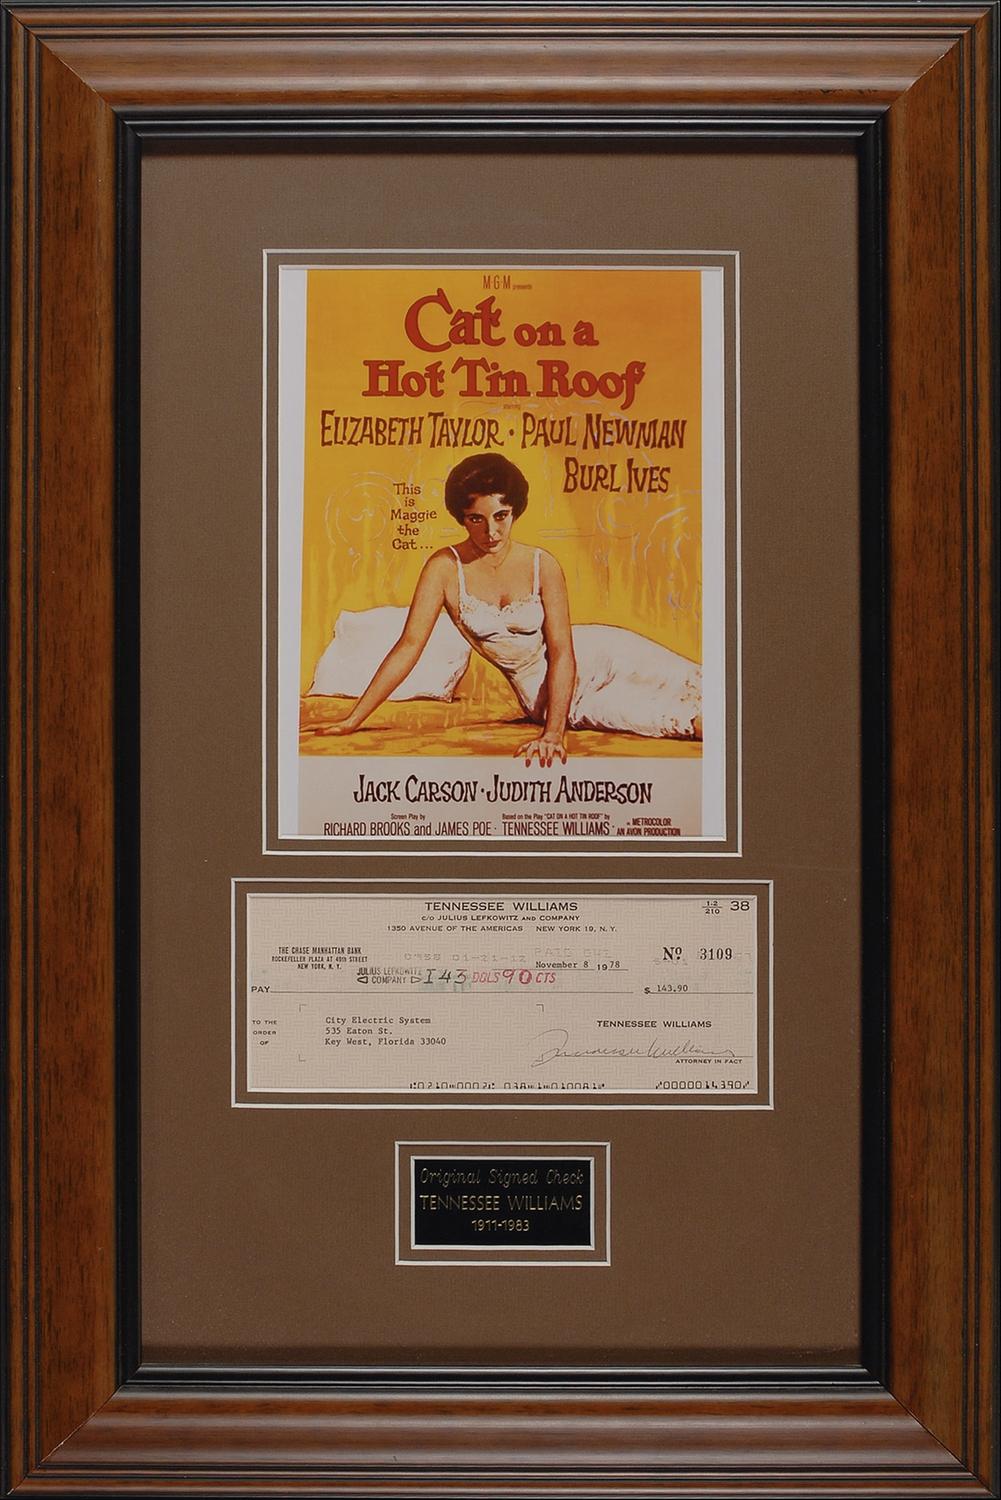 M-G-M presents
Cat on a
Hot Tin Roof
starring
ELIZABETH TAYLOR · PAUL NEWMAN
BURL IVES
This
is
Maggie
the
Cat...
JACK CARSON · JUDITH ANDERSON
Screen Play by
RICHARD BROOKS and JAMES POE ·
Based on the Play "CAT ON A HOT TIN ROOF" by
TENNESSEE WILLIAMS ·
in METROCOLOR
AN AVON PRODUCTION
TENNESSEE WILLIAMS
C/O JULIUS LEFKOWITZ AND COMPANY
1350 AVENUE OF THE AMERICAS NEW YORK 19, N. Y.
1-2
210
38
THE CHASE MANHATTAN BANK
ROCKEFELLER PLAZA AT 49TH STREET
NEW YORK, N. Y.
No 3109
November 8 1978
JULIUS LEFKOWITZ
COMPANY
143 DOLS 90 CTS
PAY
$ 143.90
TO THE
ORDER
OF
City Electric System
535 Eaton St.
Key West, Florida 33040
TENNESSEE WILLIAMS
Tennessee Williams
ATTORNEY IN FACT
Original Signed Check
TENNESSEE WILLIAMS
1911-1983